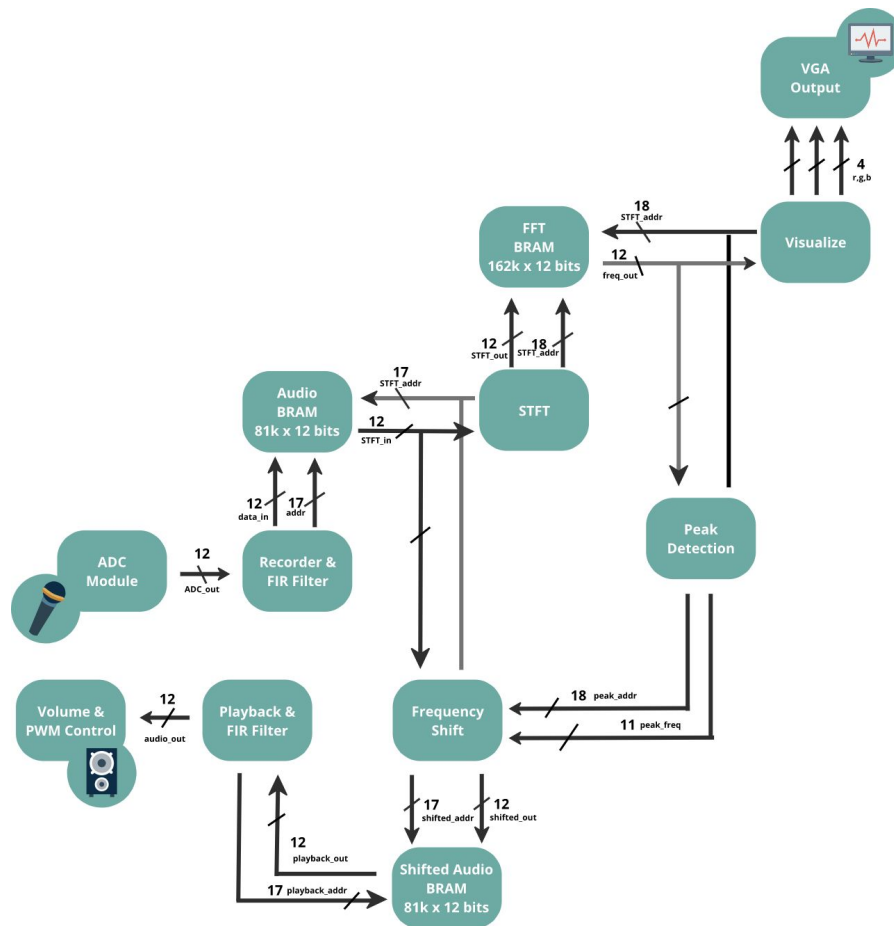 VGA
Output
4
r,g,b
18
STFT_addr
FFT
BRAM
162k x 12 bits
Visualize
12
freq_out
12
STFT_out
18
STFT_addr
17
STFT_addr
Audio
BRAM
81k x 12 bits
STFT
12
STFT_in
12
data_in
17
addr
Peak
Detection
ADC
Module
12
ADC_out
Recorder &
FIR Filter
18 peak_addr
11 peak_freq
Volume &
PWM Control
12
audio_out
Playback &
FIR Filter
Frequency
Shift
17
shifted_addr
12
shifted_out
12
playback_out
17 playback_addr
Shifted Audio
BRAM
81k x 12 bits